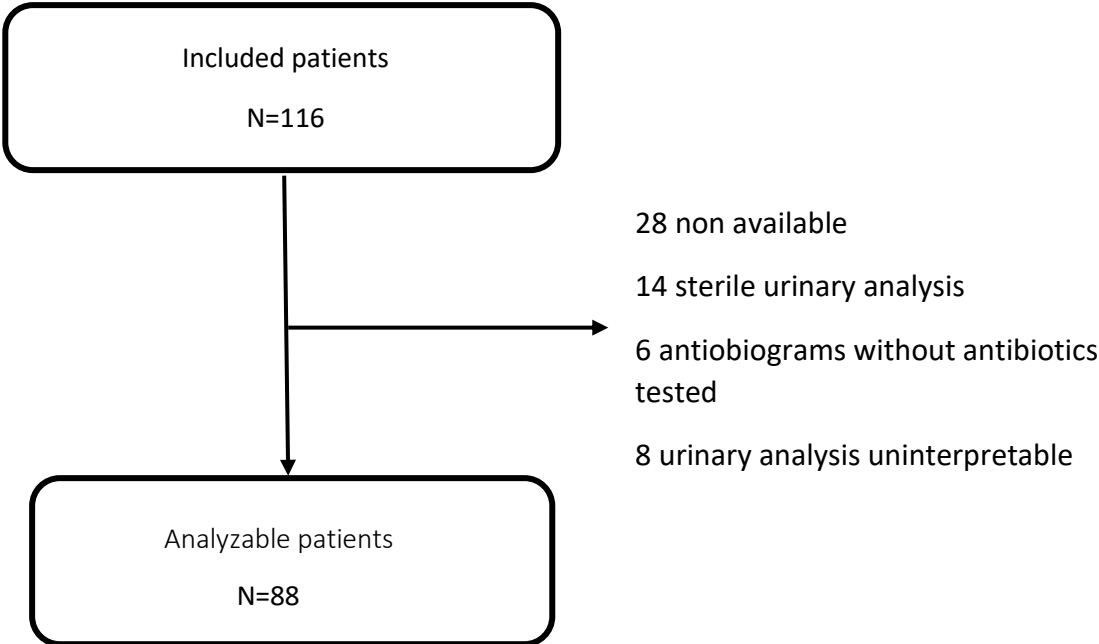 Included patients
N=116
28 non available
14 sterile urinary analysis
6 antiobiograms without antibiotics
tested
8 urinary analysis uninterpretable
Analyzable patients
N=88